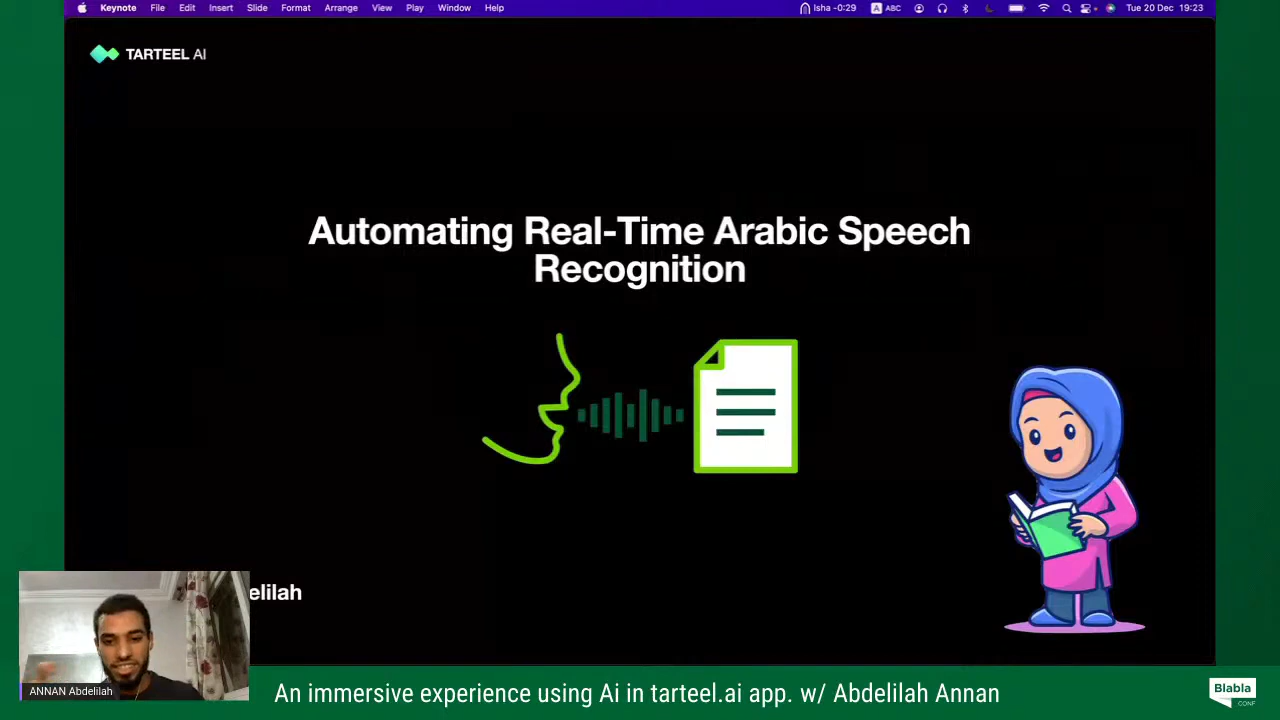 Keynote File Edit Insert Slide Format Arrange View Play Window Help Isha -0:29 A ABC Tue 20 Dec 19:23
TARTEEL AI
Automating Real-Time Arabic Speech
Recognition
elilah
ANNAN Abdelilah
An immersive experience using Ai in tarteel.ai app. w/ Abdelilah Annan
Blabla
CONF